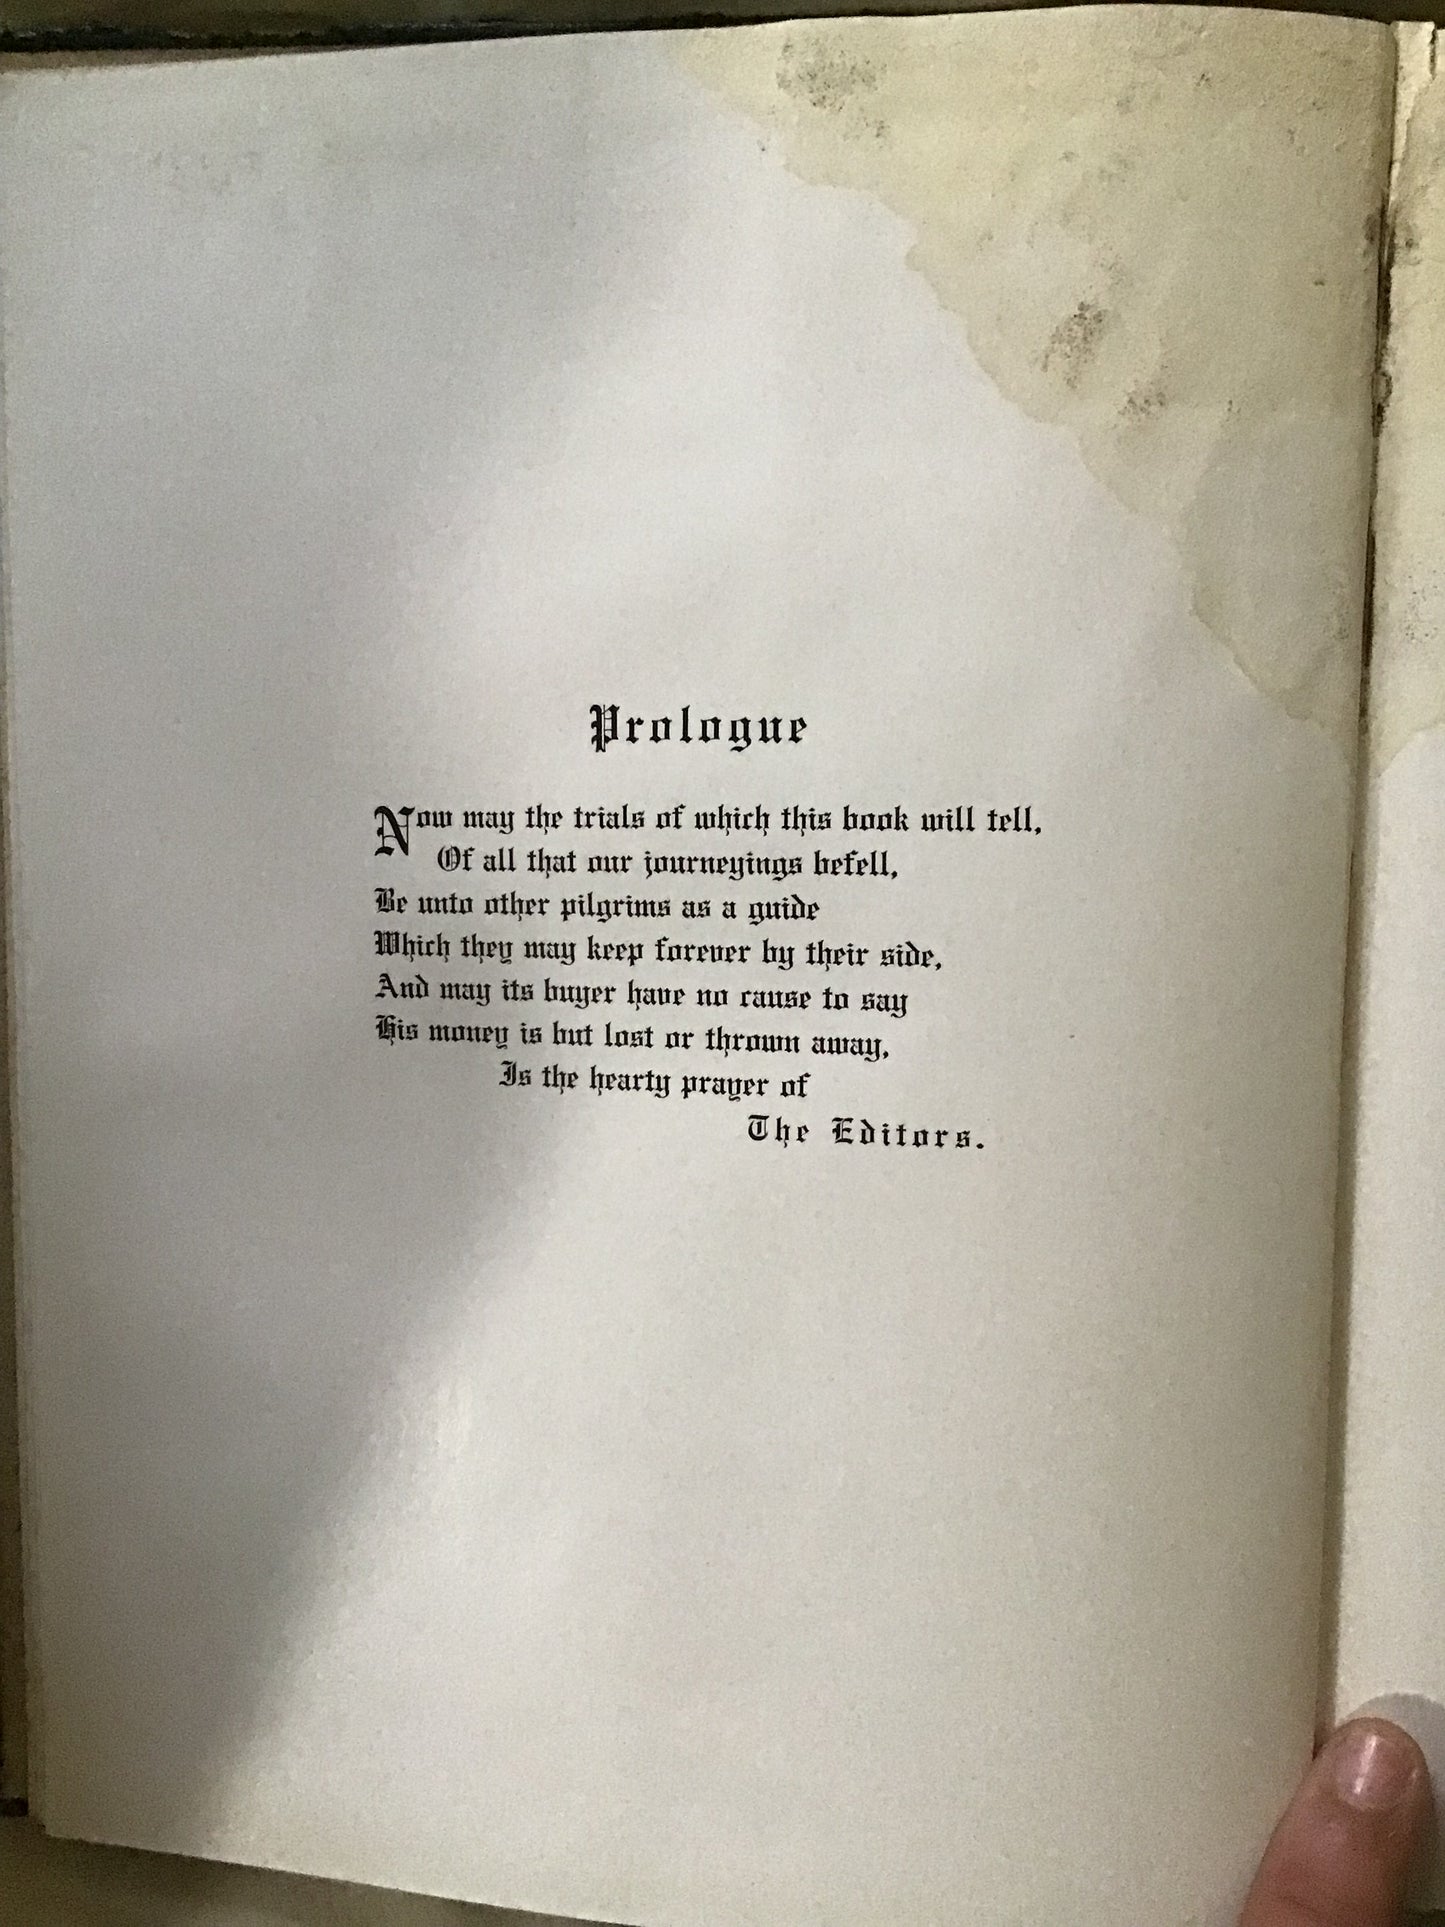 Prologue
Now may the trials of which this book will tell,
Of all that our journeyings befell,
Be unto other pilgrims as a guide
Which they may keep forever by their side,
And may its buyer have no cause to say
His money is but lost or thrown away,
Is the hearty prayer of
The Editors.